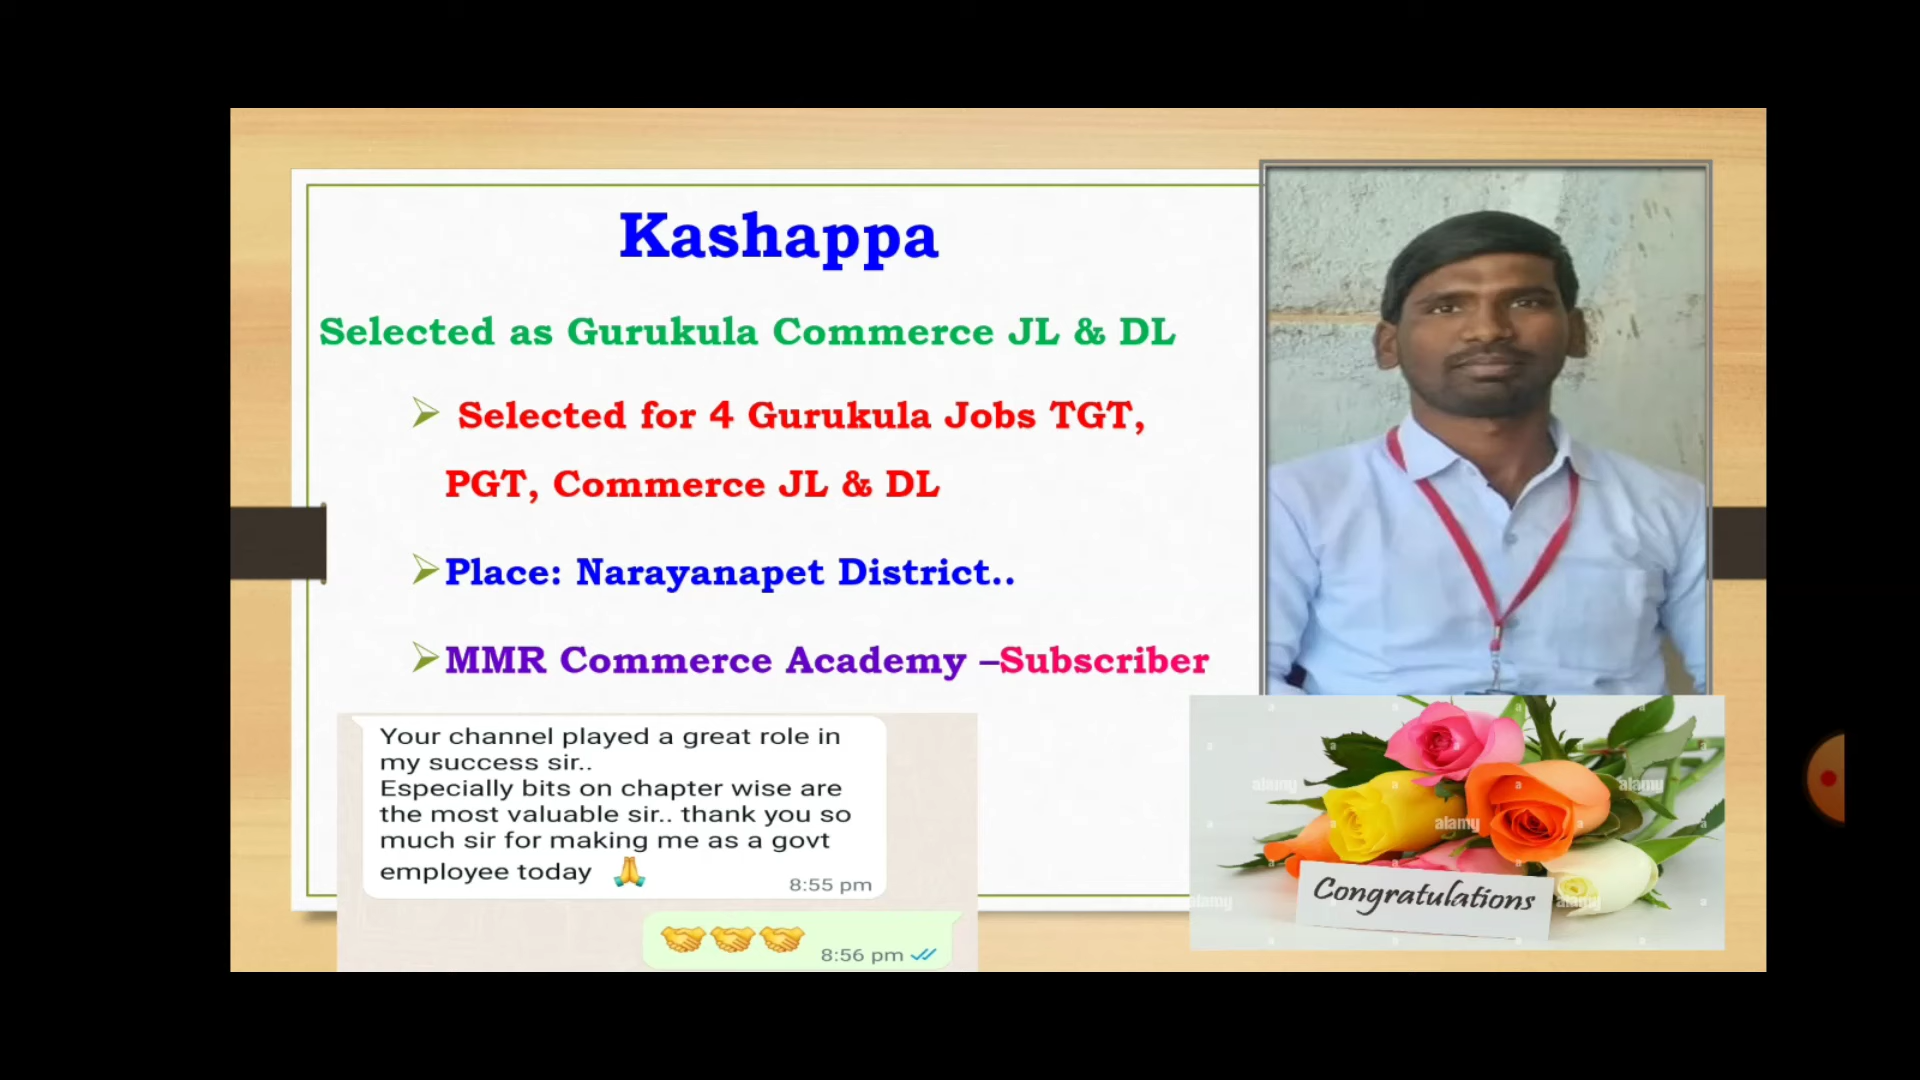 Kashappa
Selected as Gurukula Commerce JL & DL
Selected for 4 Gurukula Jobs TGT,
PGT, Commerce JL & DL
Place: Narayanapet District..
MMR Commerce Academy –Subscriber
Your channel played a great role in
my success sir..
Especially bits on chapter wise are
the most valuable sir.. thank you so
much sir for making me as a govt
employee today 🙏
8:55 pm
🤝🤝🤝 8:56 pm
a a a a
a a a
alamy a alamy
a alamy a a
a a a
Congratulations
alamy alamy a
a a a a